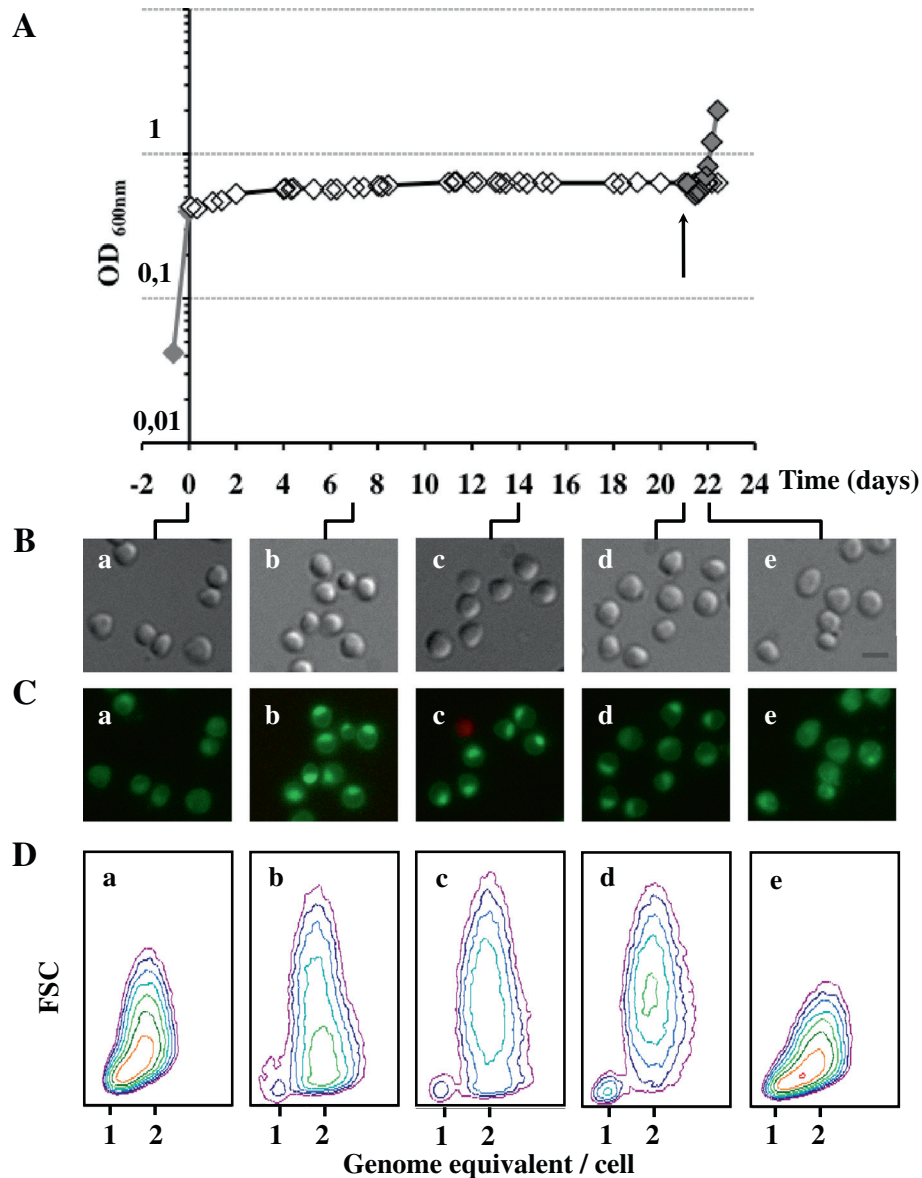 A
1
0,1
0,01
OD 600nm
-2 0 2 4 6 8 10 12 14 16 18 20 22 24 Time (days)
B
a b c d e
C
a b c d e
D
a b c d e
FSC
1 2 1 2 1 2 1 2 1 2
Genome equivalent / cell